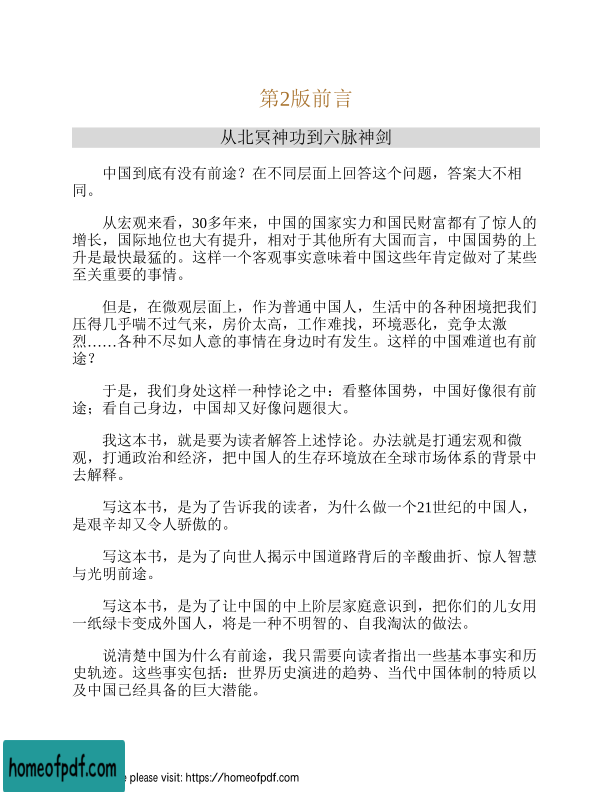 第2版前言
从北冥神功到六脉神剑
中国到底有没有前途？在不同层面上回答这个问题，答案大不相
同。
从宏观来看，30多年来，中国的国家实力和国民财富都有了惊人的
增长，国际地位也大有提升，相对于其他所有大国而言，中国国势的上
升是最快最猛的。这样一个客观事实意味着中国这些年肯定做对了某些
至关重要的事情。
但是，在微观层面上，作为普通中国人，生活中的各种困境把我们
压得几乎喘不过气来，房价太高，工作难找，环境恶化，竞争太激
烈……各种不尽如人意的事情在身边时有发生。这样的中国难道也有前
途？
于是，我们身处这样一种悖论之中：看整体国势，中国好像很有前
途；看自己身边，中国却又好像问题很大。
我这本书，就是要为读者解答上述悖论。办法就是打通宏观和微
观，打通政治和经济，把中国人的生存环境放在全球市场体系的背景中
去解释。
写这本书，是为了告诉我的读者，为什么做一个21世纪的中国人，
是艰辛却又令人骄傲的。
写这本书，是为了向世人揭示中国道路背后的辛酸曲折、惊人智慧
与光明前途。
写这本书，是为了让中国的中上阶层家庭意识到，把你们的儿女用
一纸绿卡变成外国人，将是一种不明智的、自我淘汰的做法。
说清楚中国为什么有前途，我只需要向读者指出一些基本事实和历
史轨迹。这些事实包括：世界历史演进的趋势、当代中国体制的特质以
及中国已经具备的巨大潜能。
homeofpdf.com
e please visit: https://homeofpdf.com